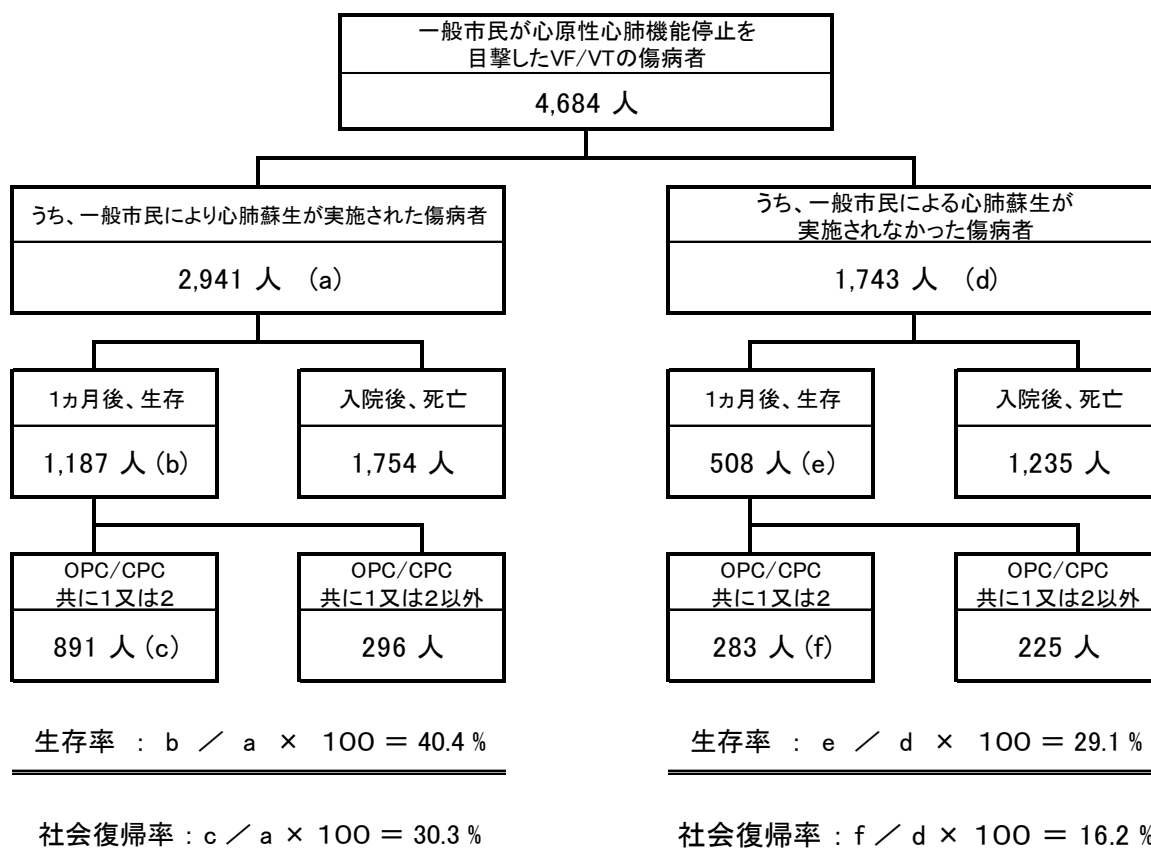 一般市民が心原性心肺機能停止を
目撃したVF/VTの傷病者
4,684 人
うち、一般市民により心肺蘇生が実施された傷病者
2,941 人 (a)
うち、一般市民による心肺蘇生が
実施されなかった傷病者
1,743 人 (d)
1ヵ月後、生存
1,187 人 (b)
入院後、死亡
1,754 人
1ヵ月後、生存
508 人 (e)
入院後、死亡
1,235 人
OPC/CPC
共に1又は2
891 人 (c)
OPC/CPC
共に1又は2以外
296 人
OPC/CPC
共に1又は2
283 人 (f)
OPC/CPC
共に1又は2以外
225 人
生存率 : b / a × 100 = 40.4 %
生存率 : e / d × 100 = 29.1 %
社会復帰率 : c / a × 100 = 30.3 %
社会復帰率 : f / d × 100 = 16.2 %